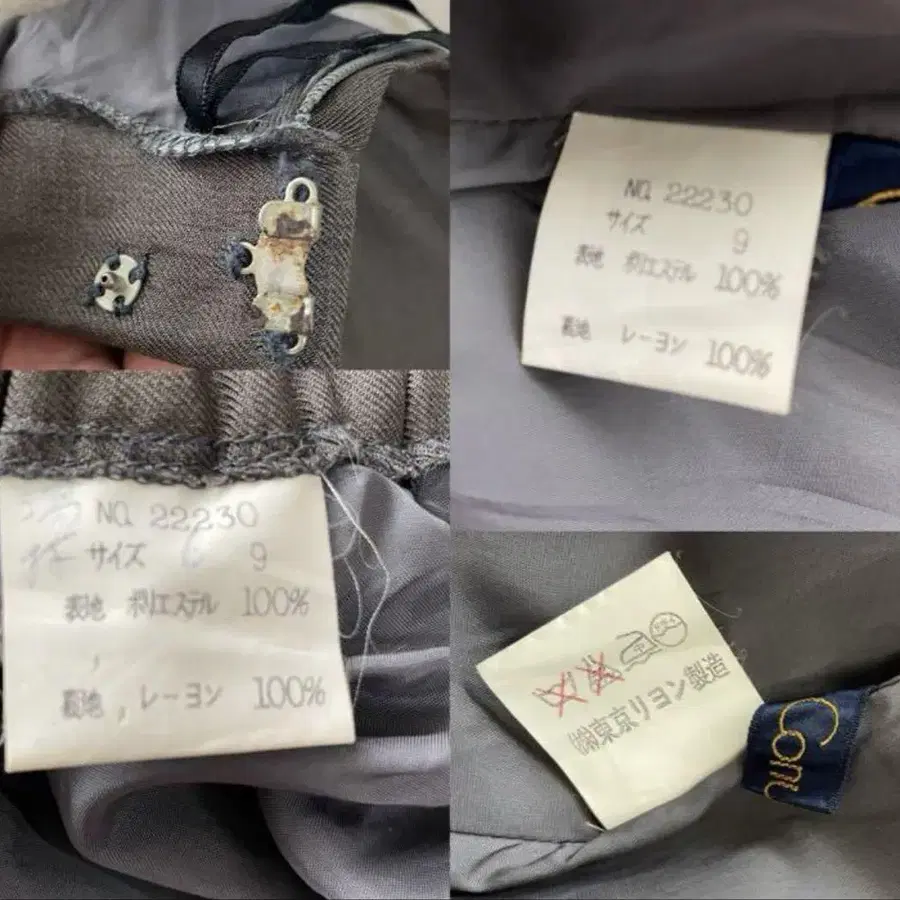 NO. 22230
サイズ 9
表地 ポリエステル 100%
裏地 レーヨン 100%
NO. 22230
サイズ 9
表地 ポリエステル 100%
裏地 レーヨン 100%
㈱東京リヨン製造